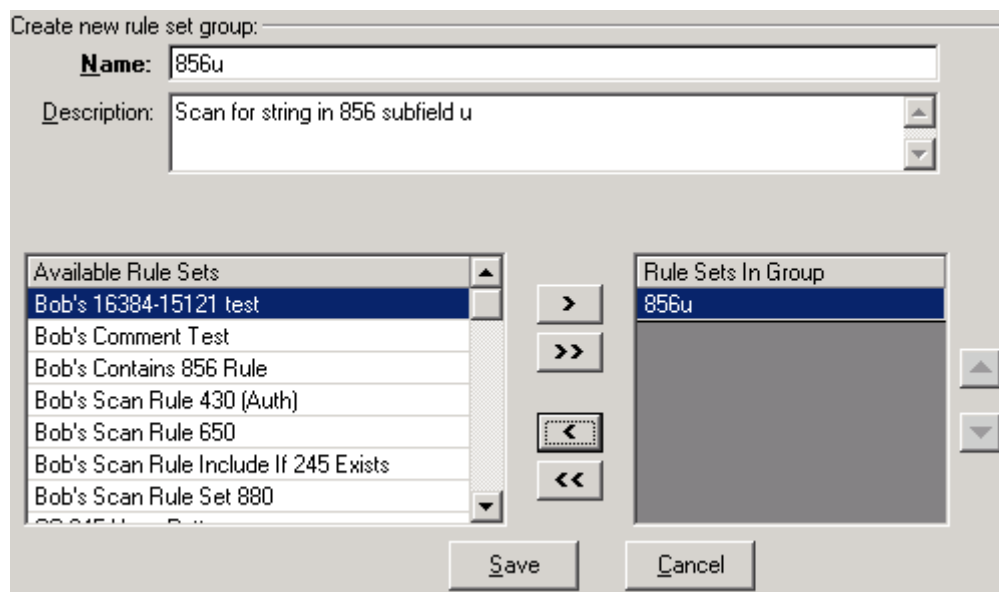 Create new rule set group:
Name: 856u
Description: Scan for string in 856 subfield u
Available Rule Sets
Bob's 16384-15121 test
Bob's Comment Test
Bob's Contains 856 Rule
Bob's Scan Rule 430 (Auth)
Bob's Scan Rule 650
Bob's Scan Rule Include If 245 Exists
Bob's Scan Rule Set 880
>
>>
<
<<
Rule Sets In Group
856u
Save
Cancel